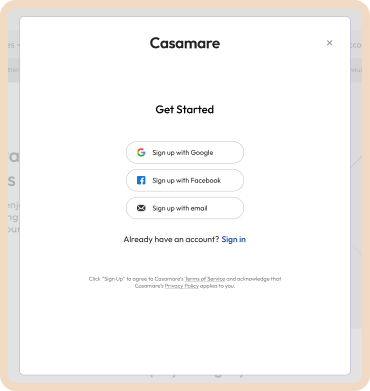 Casamare
Get Started
Sign up with Google
Sign up with Facebook
Sign up with email
Already have an account? Sign in
Click "Sign Up" to agree to Casamare's Terms of Service and acknowledge that
Casamare's Privacy Policy applies to you.